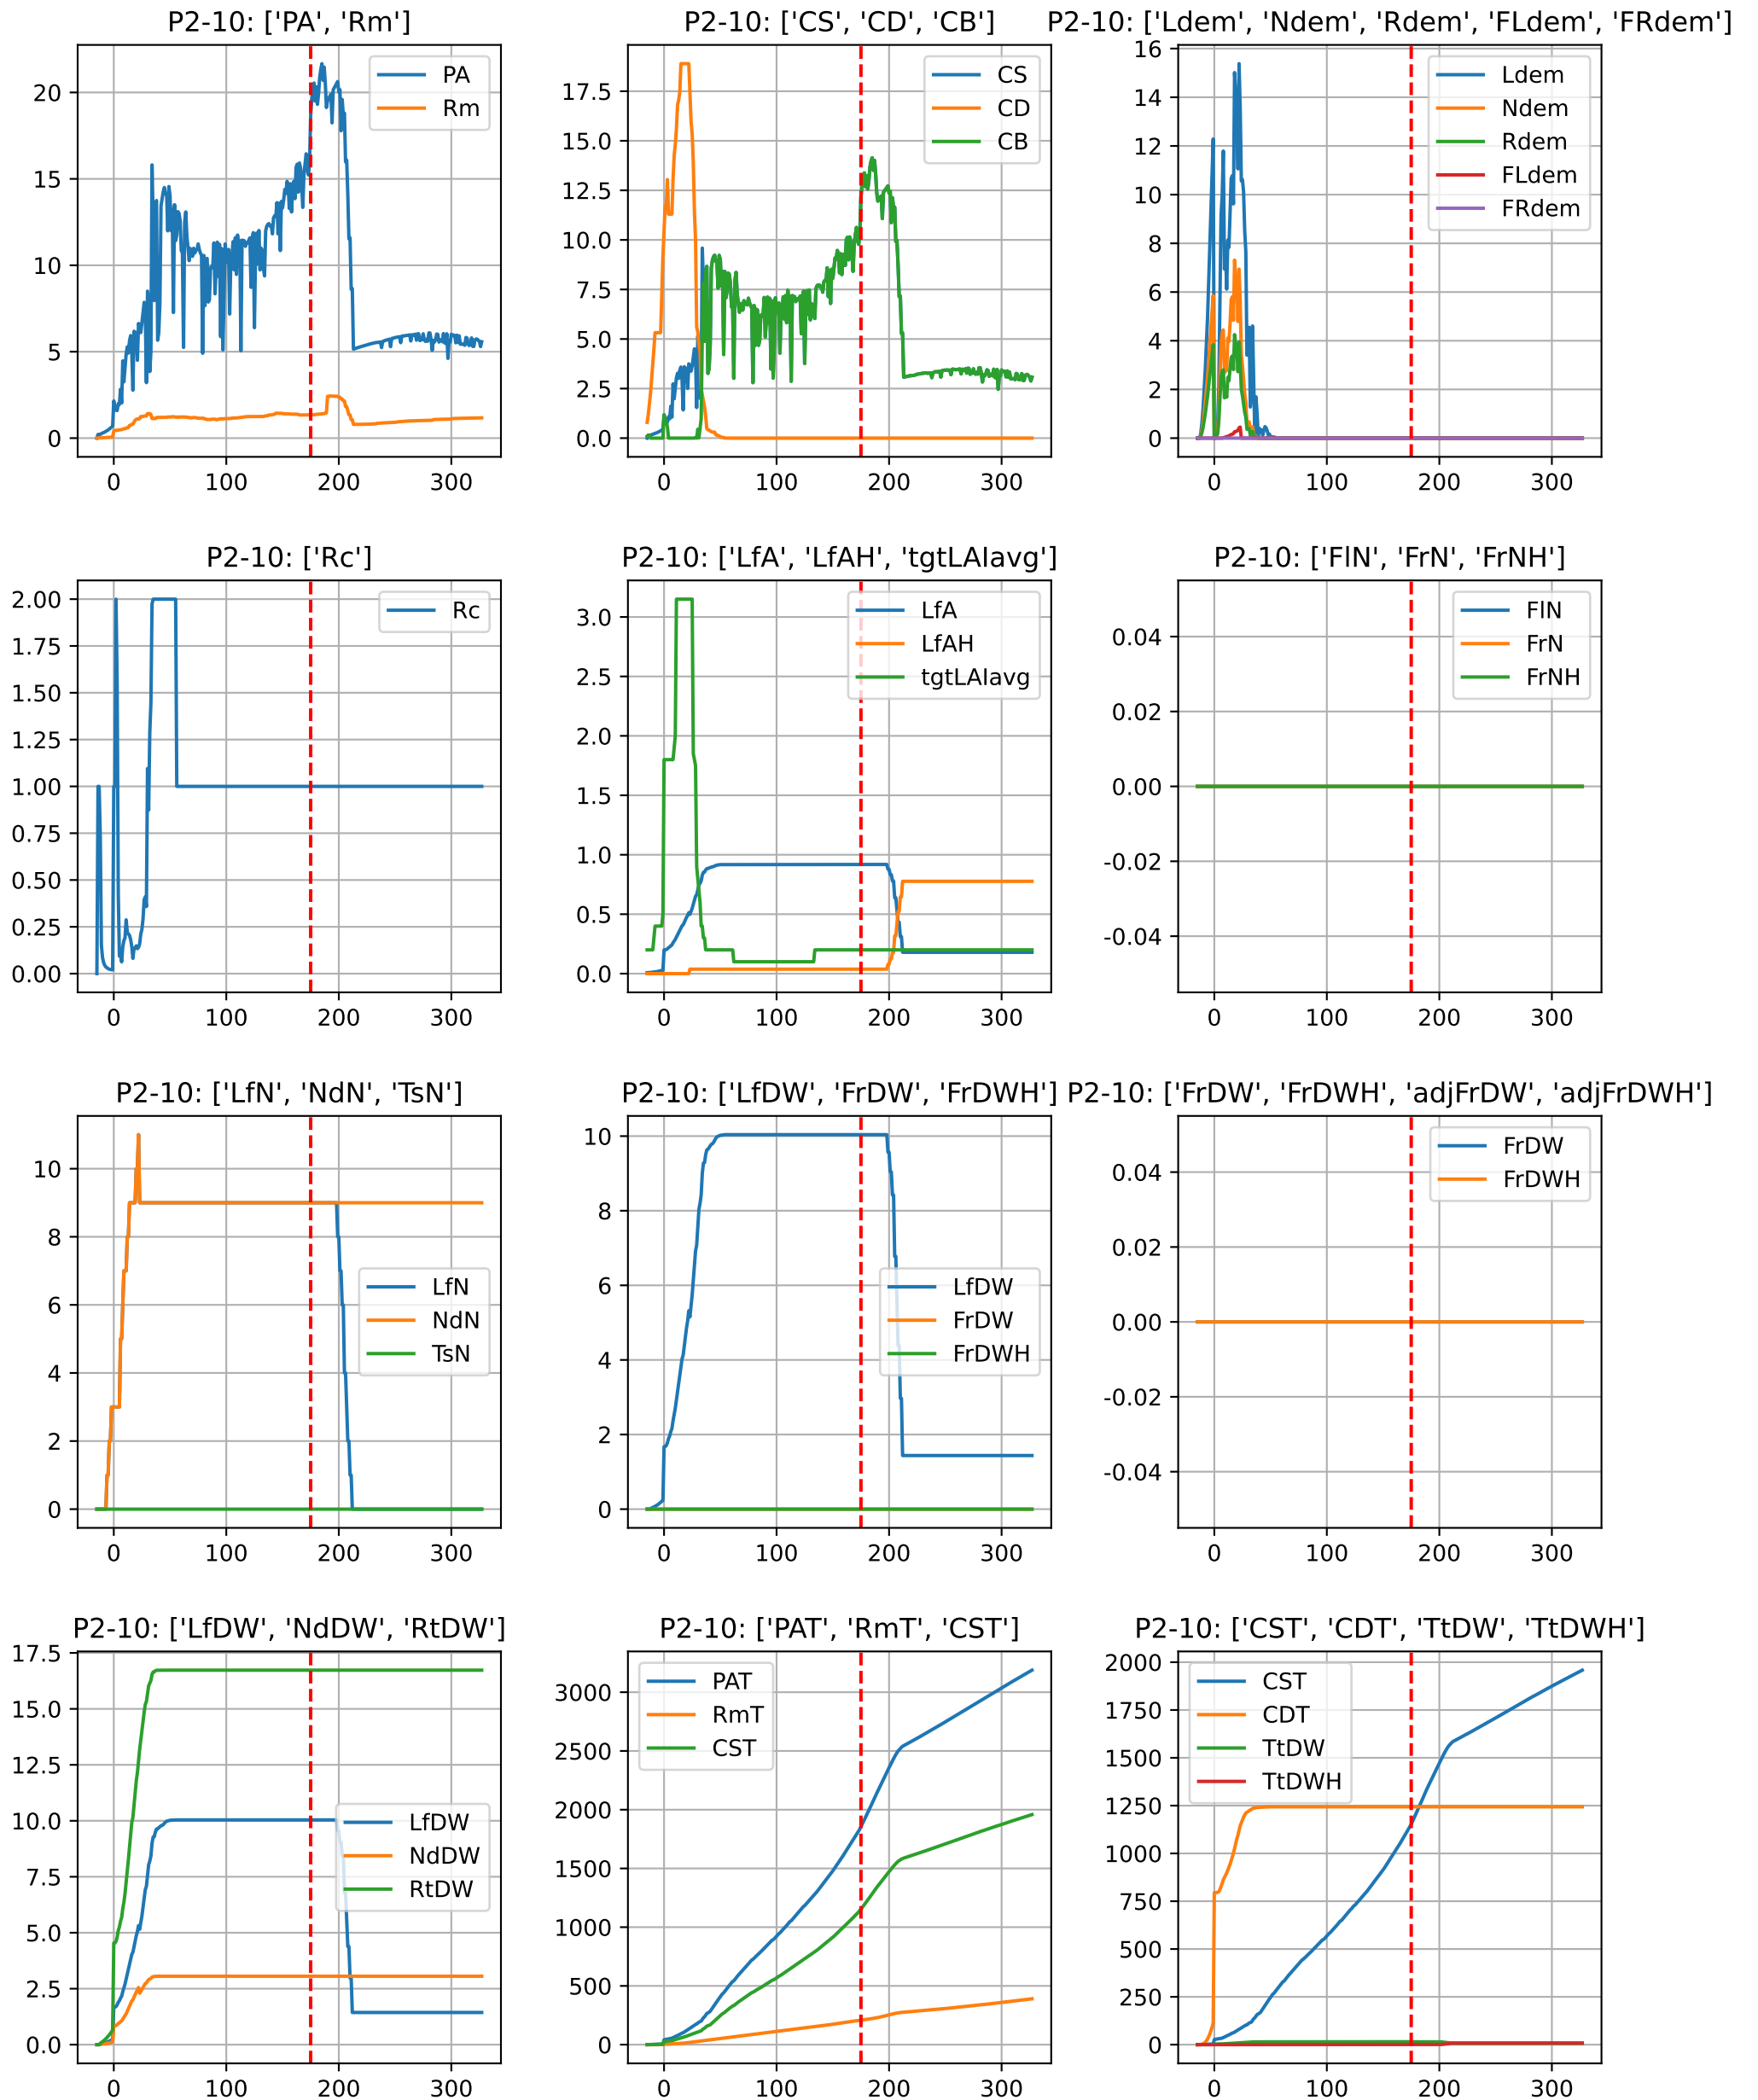 P2-10: ['PA', 'Rm']
PA
Rm
20
15
10
5
0
0 100 200 300
P2-10: ['CS', 'CD', 'CB']
CS
CD
CB
17.5
15.0
12.5
10.0
7.5
5.0
2.5
0.0
0 100 200 300
P2-10: ['Ldem', 'Ndem', 'Rdem', 'FLdem', 'FRdem']
Ldem
Ndem
Rdem
FLdem
FRdem
16
14
12
10
8
6
4
2
0
0 100 200 300
P2-10: ['Rc']
Rc
2.00
1.75
1.50
1.25
1.00
0.75
0.50
0.25
0.00
0 100 200 300
P2-10: ['LfA', 'LfAH', 'tgtLAIavg']
LfA
LfAH
tgtLAIavg
3.0
2.5
2.0
1.5
1.0
0.5
0.0
0 100 200 300
P2-10: ['FlN', 'FrN', 'FrNH']
FlN
FrN
FrNH
0.04
0.02
0.00
-0.02
-0.04
0 100 200 300
P2-10: ['LfN', 'NdN', 'TsN']
LfN
NdN
TsN
10
8
6
4
2
0
0 100 200 300
P2-10: ['LfDW', 'FrDW', 'FrDWH']
LfDW
FrDW
FrDWH
10
8
6
4
2
0
0 100 200 300
P2-10: ['FrDW', 'FrDWH', 'adjFrDW', 'adjFrDWH']
FrDW
FrDWH
0.04
0.02
0.00
-0.02
-0.04
0 100 200 300
P2-10: ['LfDW', 'NdDW', 'RtDW']
LfDW
NdDW
RtDW
17.5
15.0
12.5
10.0
7.5
5.0
2.5
0.0
0 100 200 300
P2-10: ['PAT', 'RmT', 'CST']
PAT
RmT
CST
3000
2500
2000
1500
1000
500
0
0 100 200 300
P2-10: ['CST', 'CDT', 'TtDW', 'TtDWH']
CST
CDT
TtDW
TtDWH
2000
1750
1500
1250
1000
750
500
250
0
0 100 200 300